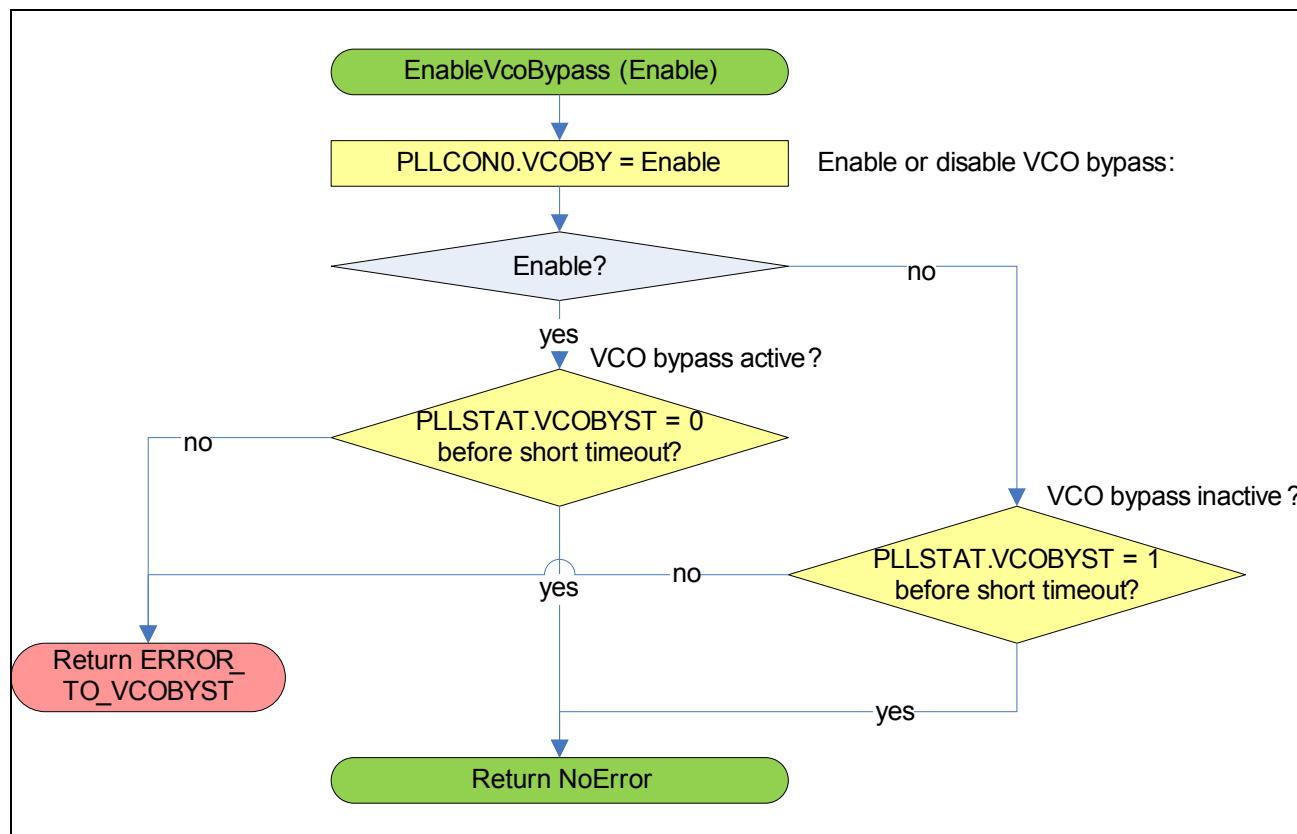 EnableVcoBypass (Enable)
PLLCON0.VCOBY = Enable
Enable or disable VCO bypass:
Enable?
no
yes
VCO bypass active?
PLLSTAT.VCOBYST = 0
before short timeout?
no
VCO bypass inactive?
PLLSTAT.VCOBYST = 1
before short timeout?
no
yes
Return ERROR_
TO_VCOBYST
yes
Return NoError